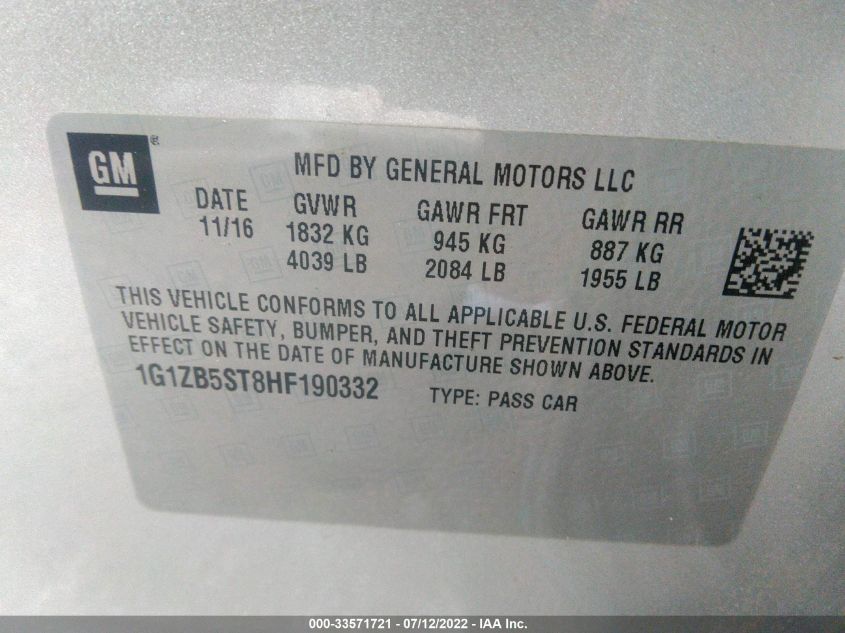 GM®
MFD BY GENERAL MOTORS LLC
DATE GVWR GAWR FRT GAWR RR
11/16 1832 KG 945 KG 887 KG
4039 LB 2084 LB 1955 LB
THIS VEHICLE CONFORMS TO ALL APPLICABLE U.S. FEDERAL MOTOR
VEHICLE SAFETY, BUMPER, AND THEFT PREVENTION STANDARDS IN
EFFECT ON THE DATE OF MANUFACTURE SHOWN ABOVE.
1G1ZB5ST8HF190332 TYPE: PASS CAR
000-33571721 - 07/12/2022 - IAA Inc.